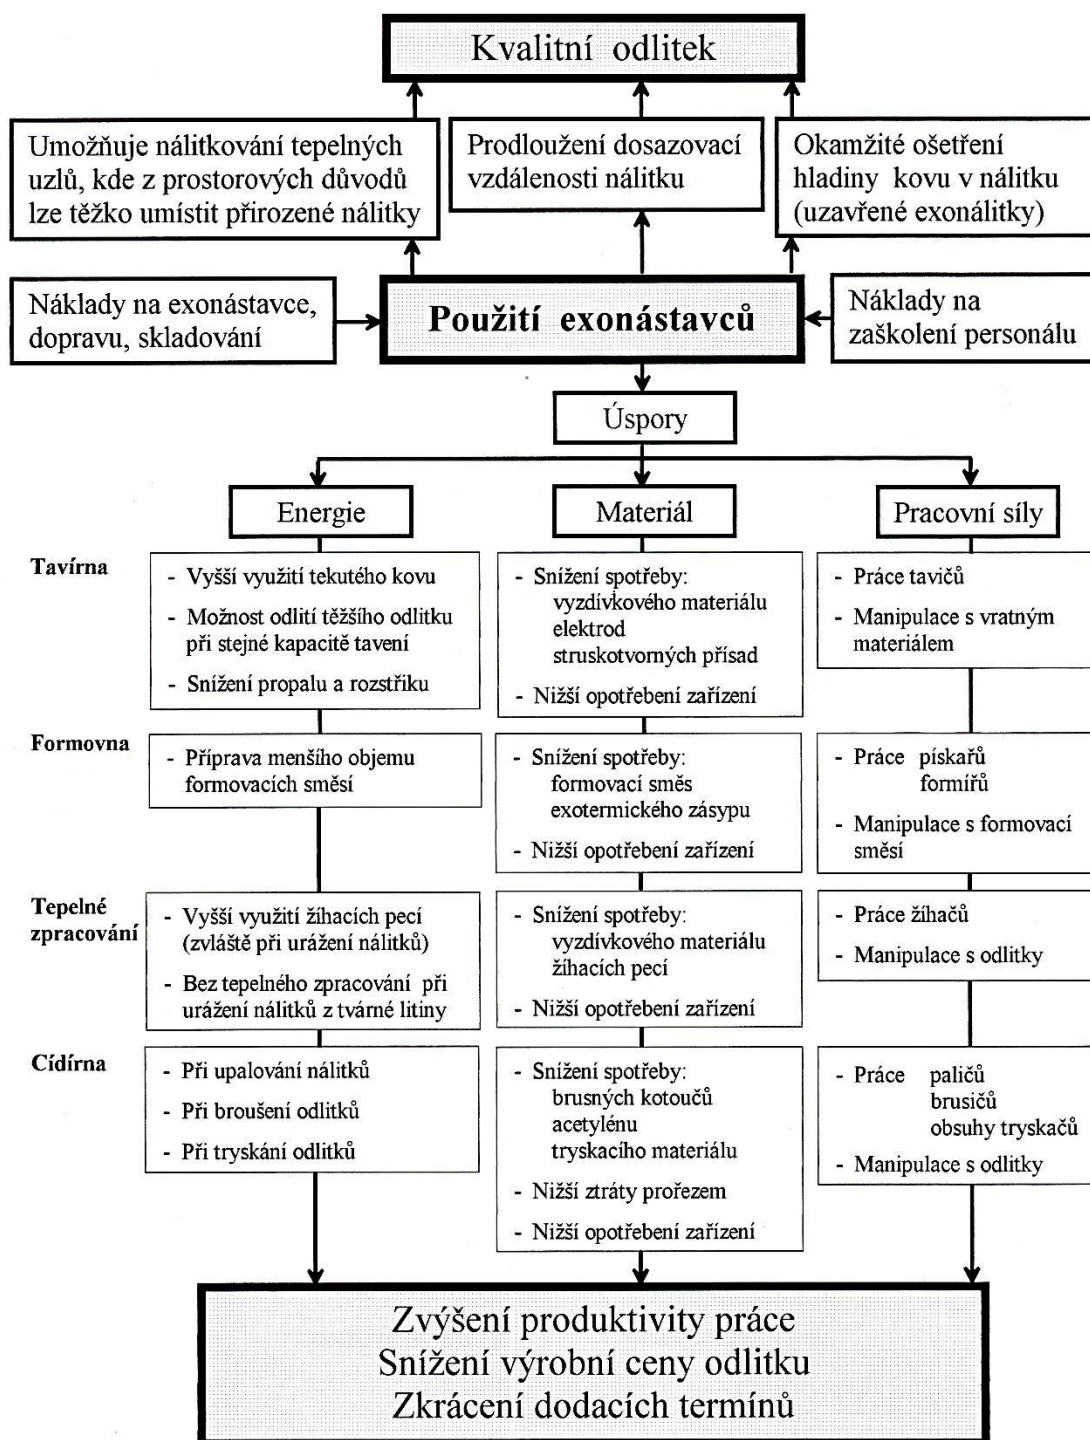 Kvalitní odlitek
Umožňuje nálitkování tepelných
uzlů, kde z prostorových důvodů
lze těžko umístit přirozené nálitky
Prodloužení dosazovací
vzdálenosti nálitku
Okamžité ošetření
hladiny kovu v nálitku
(uzavřené exonálitky)
Náklady na exonástavce,
dopravu, skladování
Použití exonástavců
Náklady na
zaškolení personálu
Úspory
Energie
Materiál
Pracovní síly
Tavírna
- Vyšší využití tekutého kovu
- Možnost odlití těžšího odlitku
při stejné kapacitě tavení
- Snížení propalu a rozstřiku
- Snížení spotřeby:
vyzdívkového materiálu
elektrod
struskotvorných přísad
- Nižší opotřebení zařízení
- Práce tavičů
- Manipulace s vratným
materiálem
Formovna
- Příprava menšího objemu
formovacích směsí
- Snížení spotřeby:
formovací směs
exotermického zásypu
- Nižší opotřebení zařízení
- Práce pískařů
formířů
- Manipulace s formovací
směsí
Tepelné
zpracování
- Vyšší využití žíhacích pecí
(zvláště při urážení nálitků)
- Bez tepelného zpracování při
urážení nálitků z tvárné litiny
- Snížení spotřeby:
vyzdívkového materiálu
žíhacích pecí
- Nižší opotřebení zařízení
- Práce žíhačů
- Manipulace s odlitky
Cídírna
- Při upalování nálitků
- Při broušení odlitků
- Při tryskání odlitků
- Snížení spotřeby:
brusných kotoučů
acetylénu
tryskacího materiálu
- Nižší ztráty prořezem
- Nižší opotřebení zařízení
- Práce paličů
brusičů
obsuhy tryskačů
- Manipulace s odlitky
Zvýšení produktivity práce
Snížení výrobní ceny odlitku
Zkrácení dodacích termínů